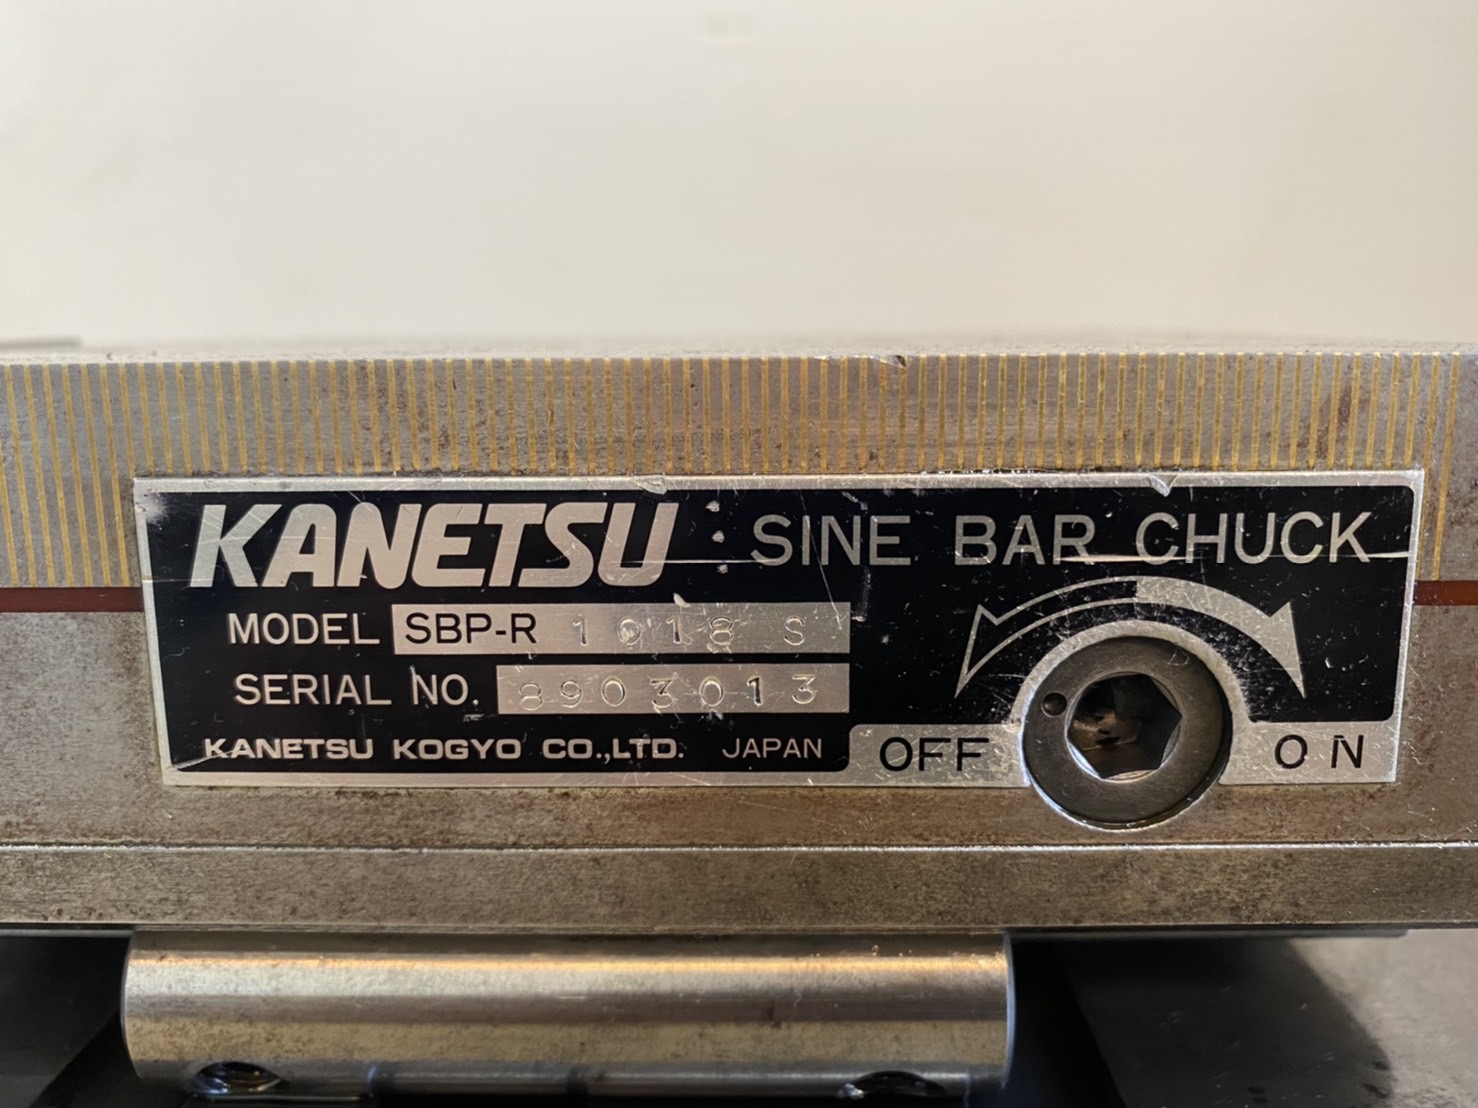 KANETSU SINE BAR CHUCK
MODEL SBP-R 1018 S
SERIAL NO. 8903013
KANETSU KOGYO CO.,LTD. JAPAN
OFF ON